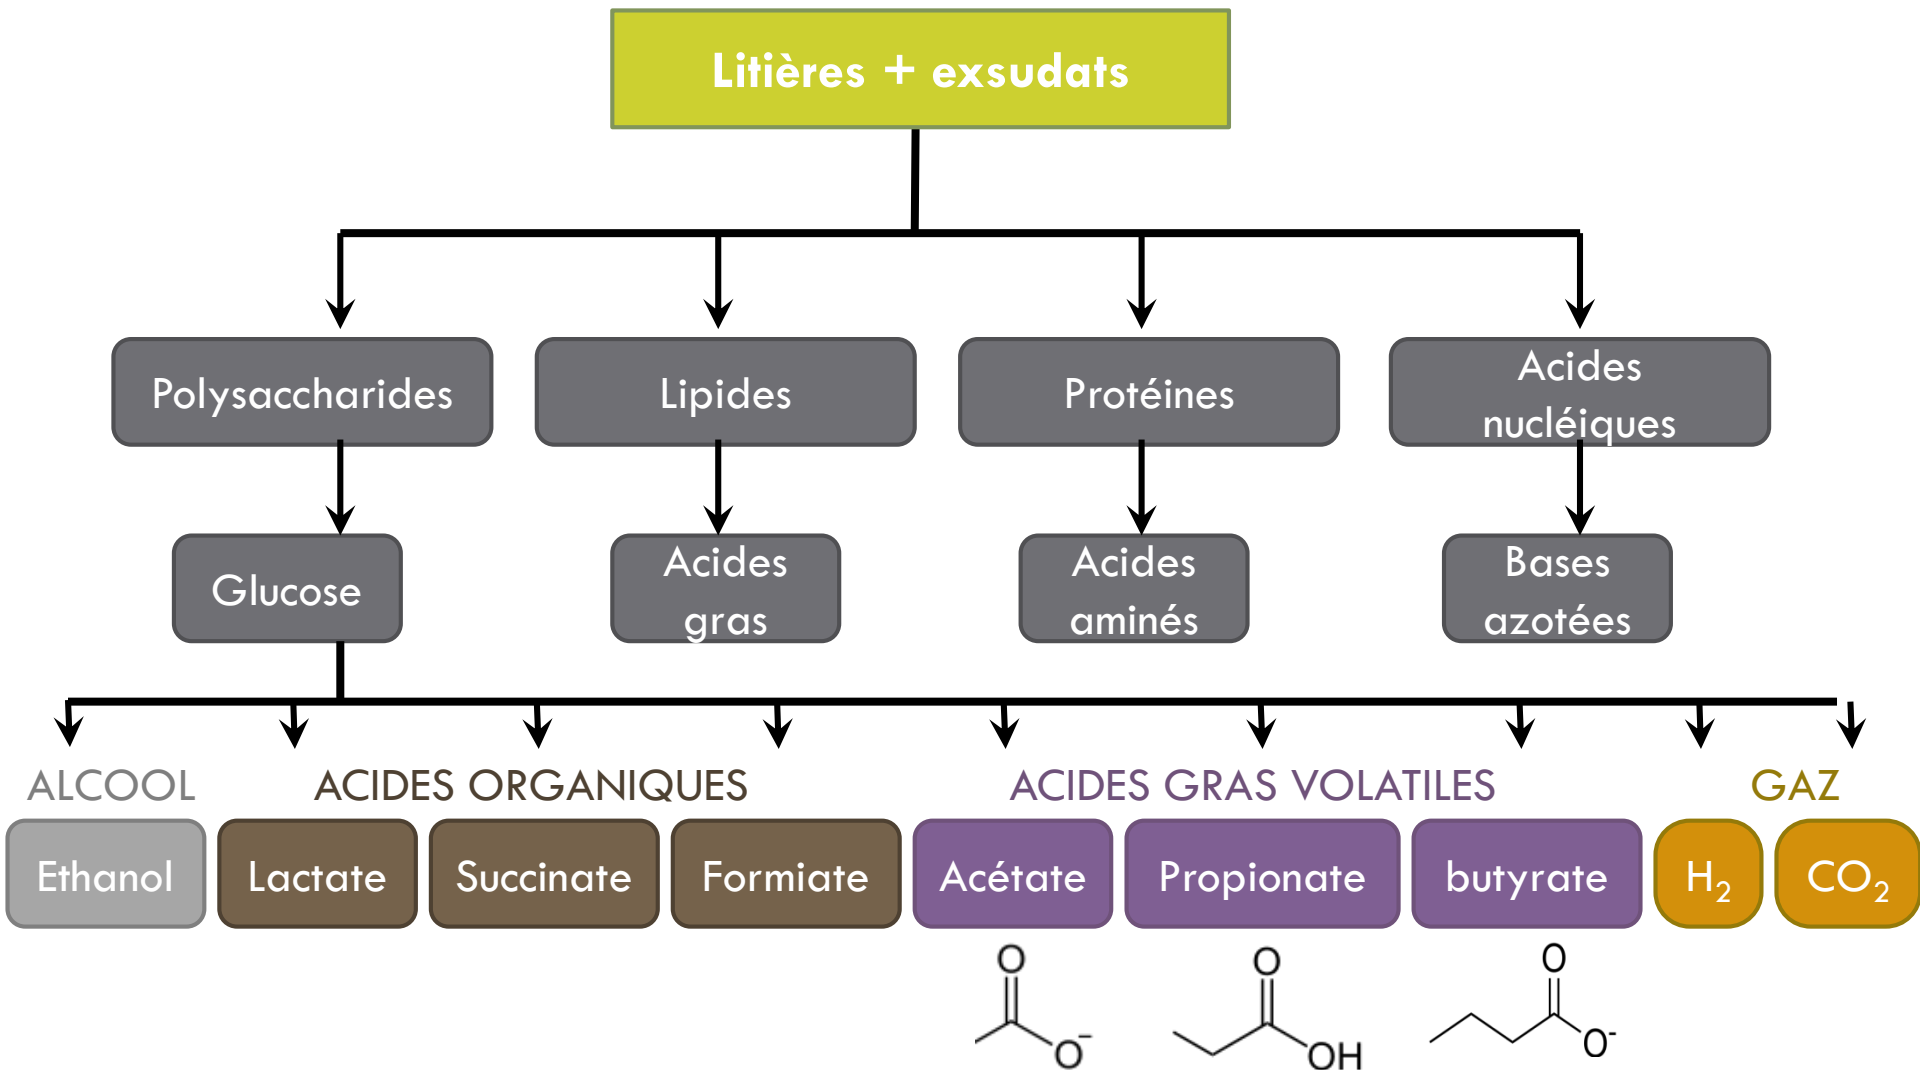 Litières + exsudats
Polysaccharides
Lipides
Protéines
Acides
nucléiques
Glucose
Acides
gras
Acides
aminés
Bases
azotées
ALCOOL
ACIDES ORGANIQUES
ACIDES GRAS VOLATILES
GAZ
Ethanol
Lactate
Succinate
Formiate
Acétate
Propionate
butyrate
H₂
CO₂
O
O⁻
O
OH
O
O⁻